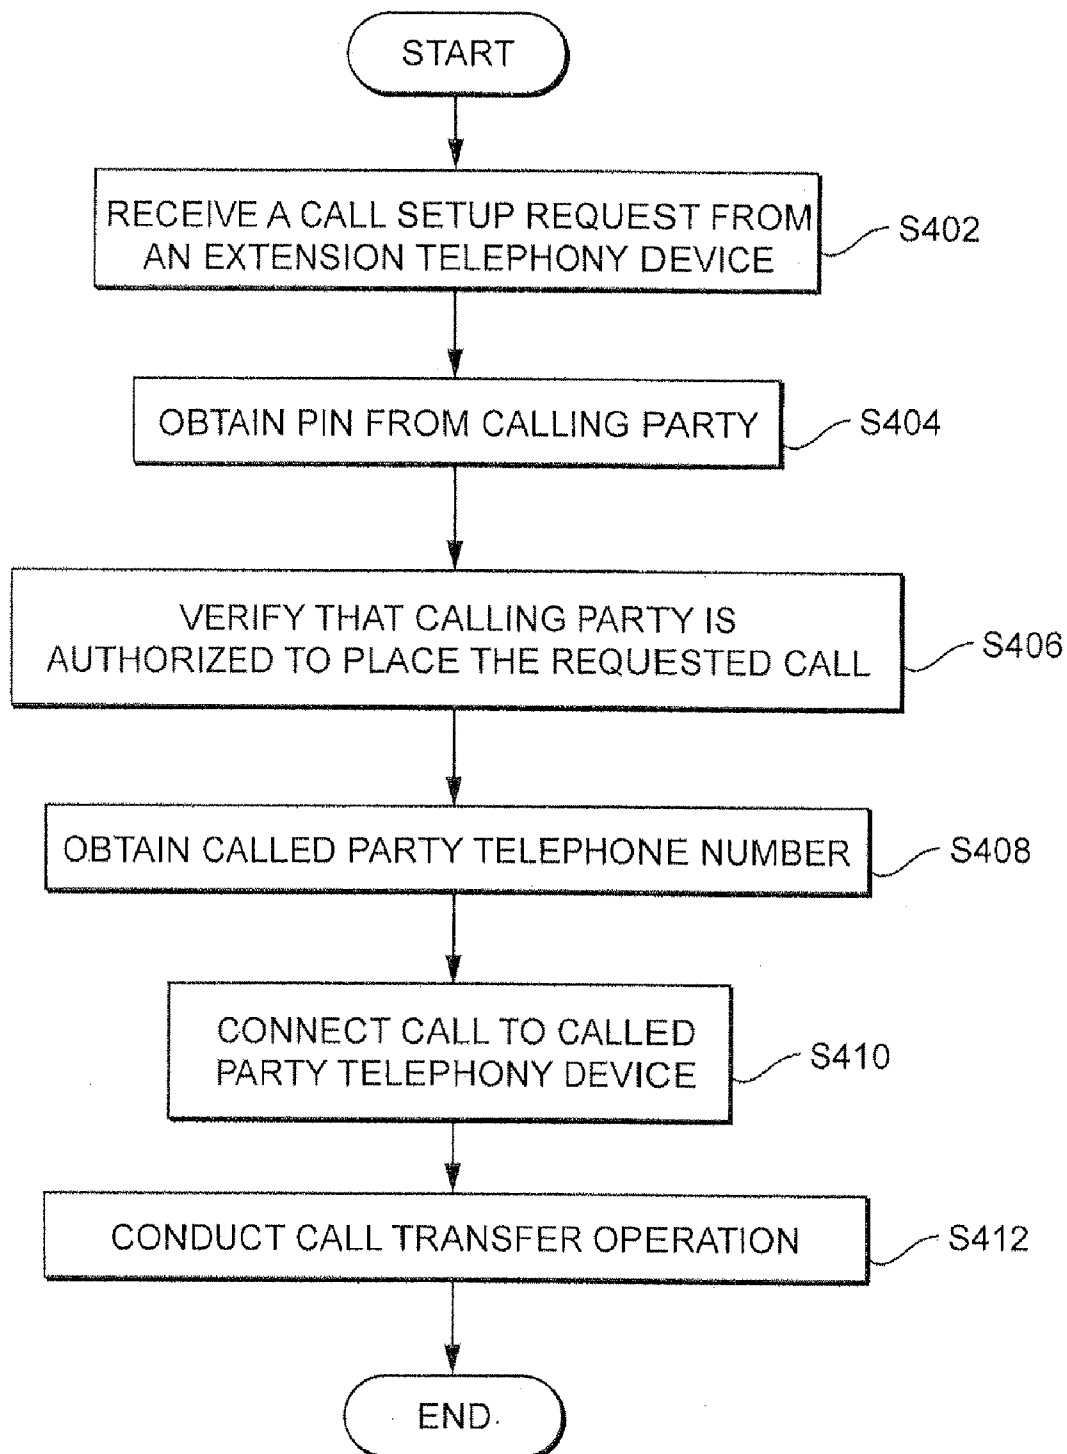 START
RECEIVE A CALL SETUP REQUEST FROM
AN EXTENSION TELEPHONY DEVICE
S402
OBTAIN PIN FROM CALLING PARTY
S404
VERIFY THAT CALLING PARTY IS
AUTHORIZED TO PLACE THE REQUESTED CALL
S406
OBTAIN CALLED PARTY TELEPHONE NUMBER
S408
CONNECT CALL TO CALLED
PARTY TELEPHONY DEVICE
S410
CONDUCT CALL TRANSFER OPERATION
S412
END